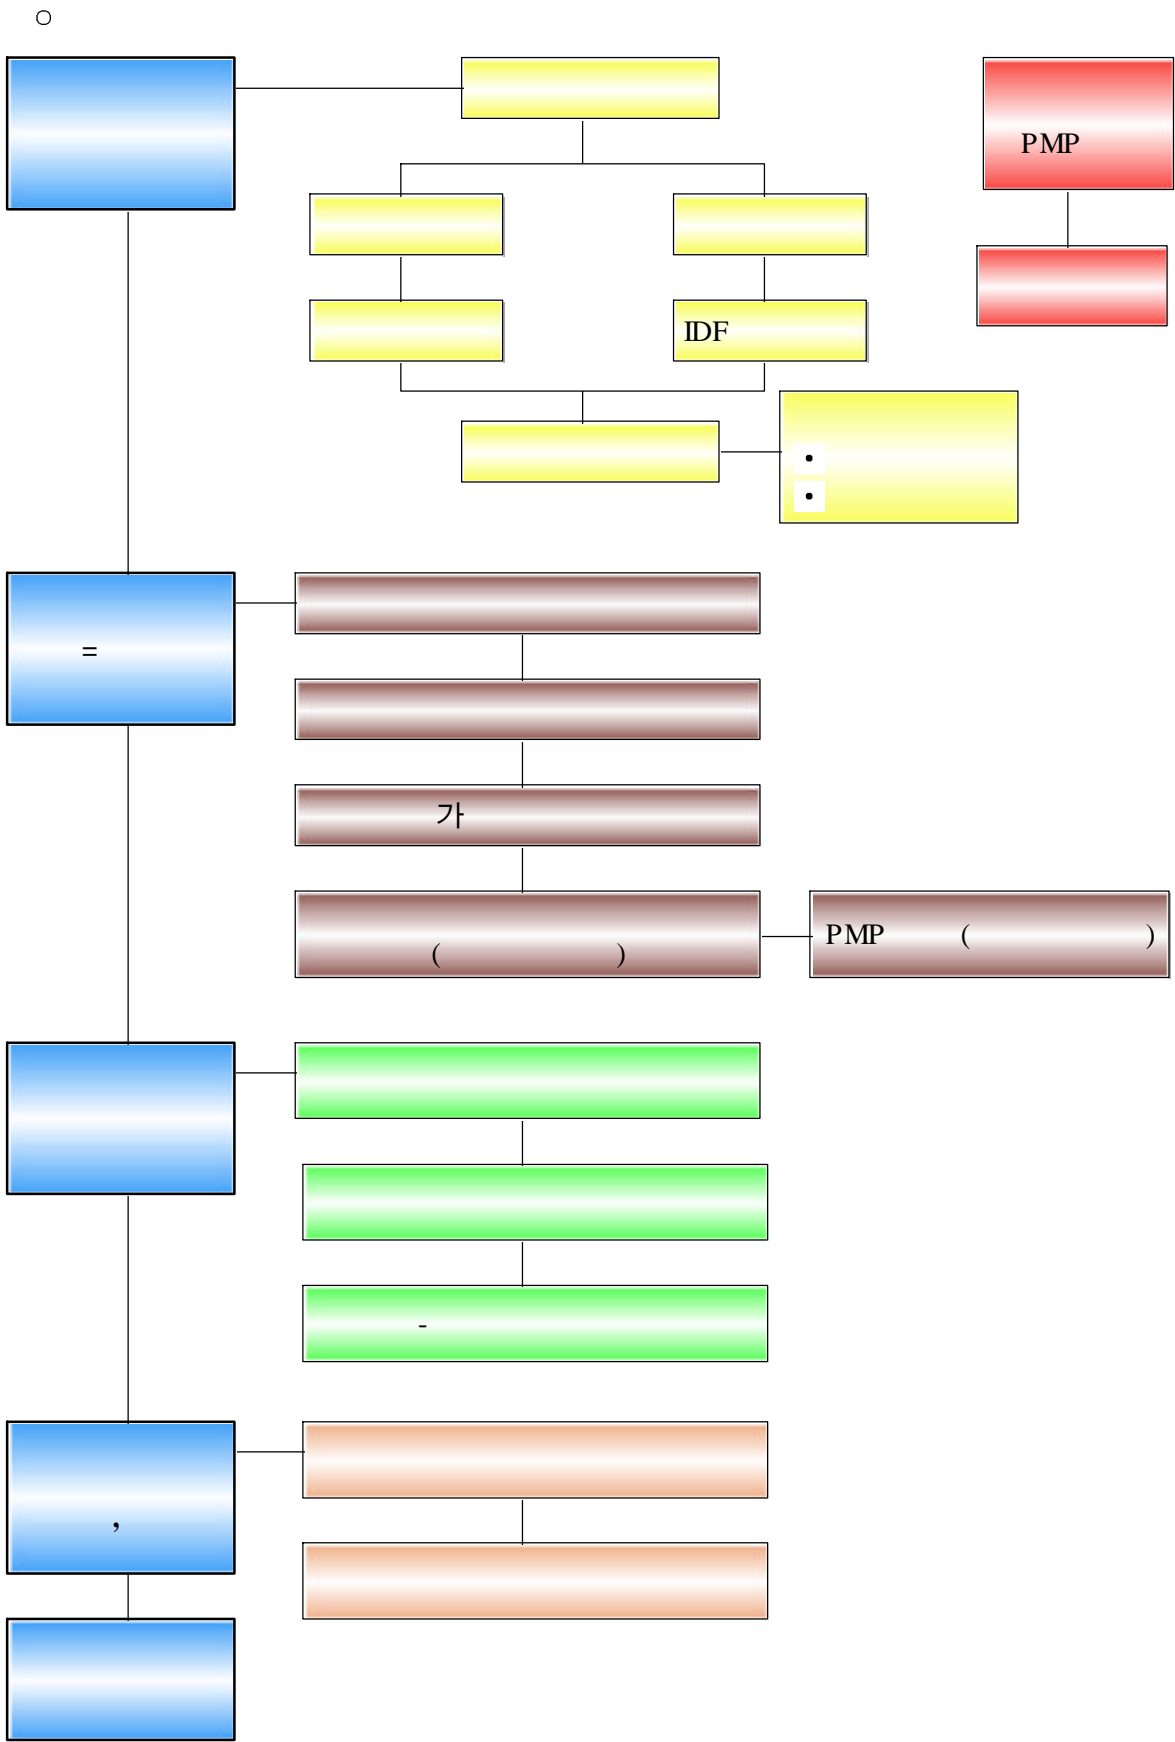 ○
PMP
IDF
•
•
=
가
( )
PMP ( )
-
,